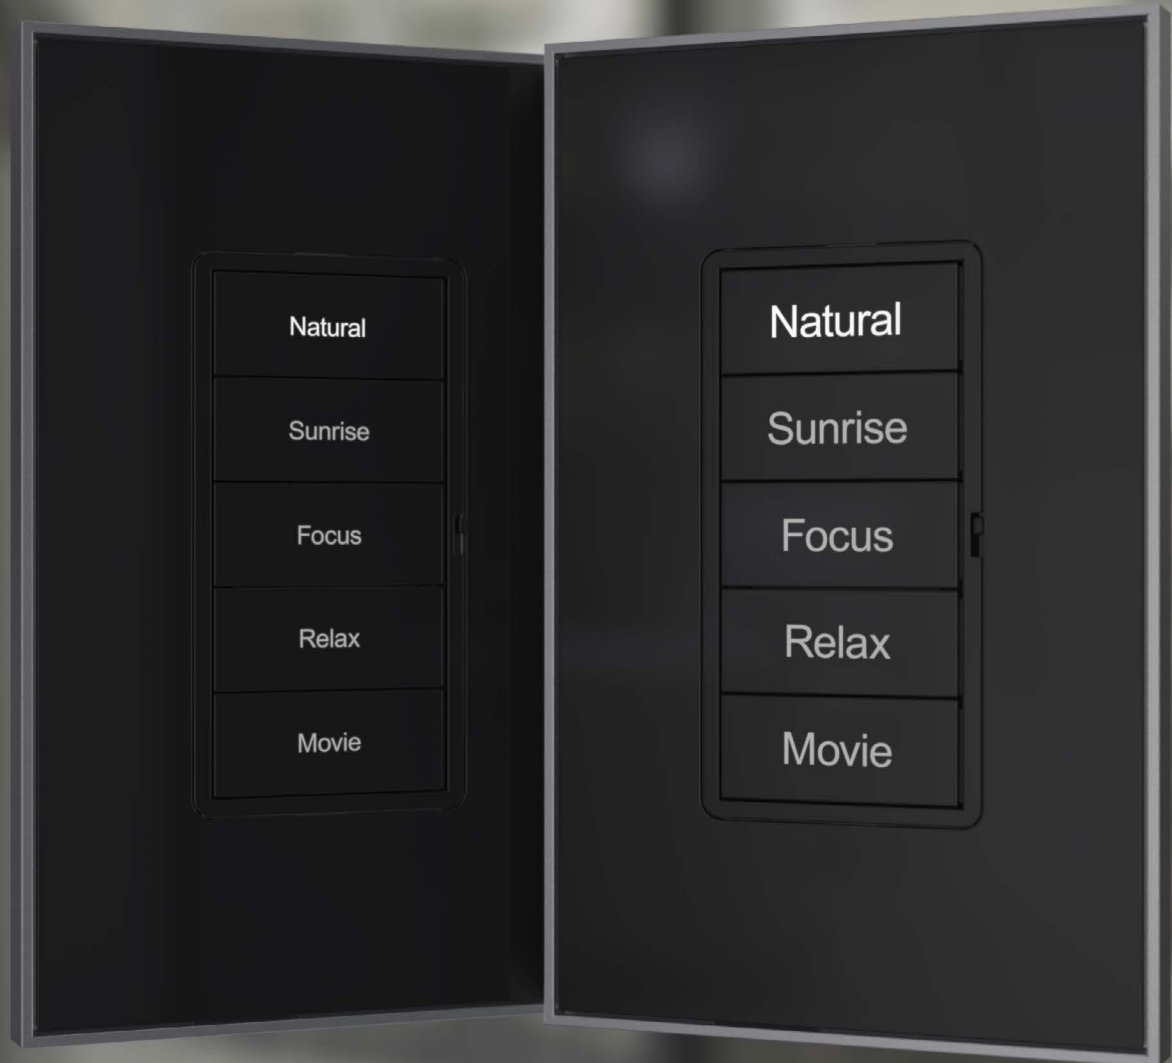 Natural
Sunrise
Focus
Relax
Movie
Natural
Sunrise
Focus
Relax
Movie